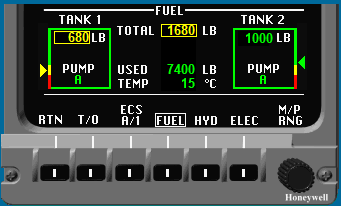 FUEL
TANK 1
TOTAL 1680 LB
TANK 2
680 LB
1000 LB
PUMP
A
USED 7400 LB
TEMP 15 °C
PUMP
A
RTN T/O ECS A/1 FUEL HYD ELEC M/P RNG
Honeywell